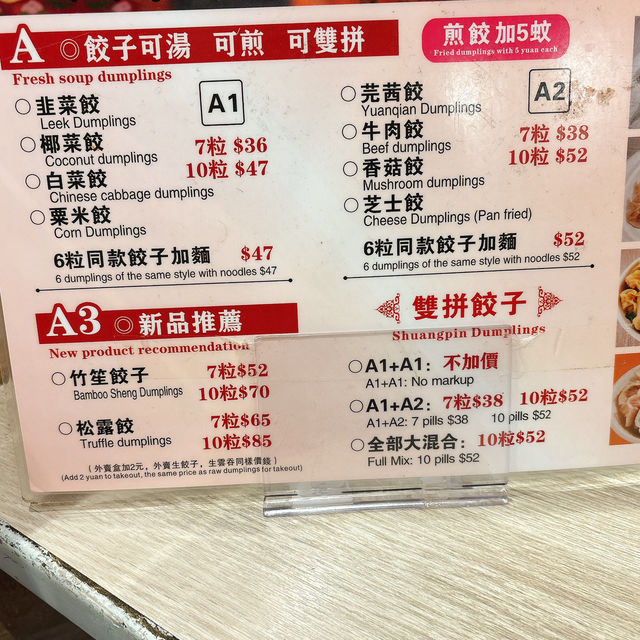 A ◎餃子可湯 可煎 可雙拼
Fresh soup dumplings
煎餃加5蚊
Fried dumplings with 5 yuan each
A1
○韭菜餃
Leek Dumplings
○椰菜餃
Coconut dumplings
○白菜餃
Chinese cabbage dumplings
○粟米餃
Corn Dumplings
7粒 $36
10粒 $47
6粒同款餃子加麵 $47
6 dumplings of the same style with noodles $47
A2
○芫茜餃
Yuanqian Dumplings
○牛肉餃
Beef dumplings
○香菇餃
Mushroom dumplings
○芝士餃
Cheese Dumplings (Pan fried)
7粒 $38
10粒 $52
6粒同款餃子加麵 $52
6 dumplings of the same style with noodles $52
A3 ◎新品推薦
New product recommendation
○竹笙餃子 7粒$52
Bamboo Sheng Dumplings 10粒$70
○松露餃 7粒$65
Truffle dumplings 10粒$85
(外賣盒加2元，外賣生餃子，生雲吞同樣價錢)
(Add 2 yuan to takeout, the same price as raw dumplings for takeout)
雙拼餃子
Shuangpin Dumplings
○A1+A1: 不加價
A1+A1: No markup
○A1+A2: 7粒$38 10粒$52
A1+A2: 7 pills $38 10 pills $52
○全部大混合: 10粒$52
Full Mix: 10 pills $52